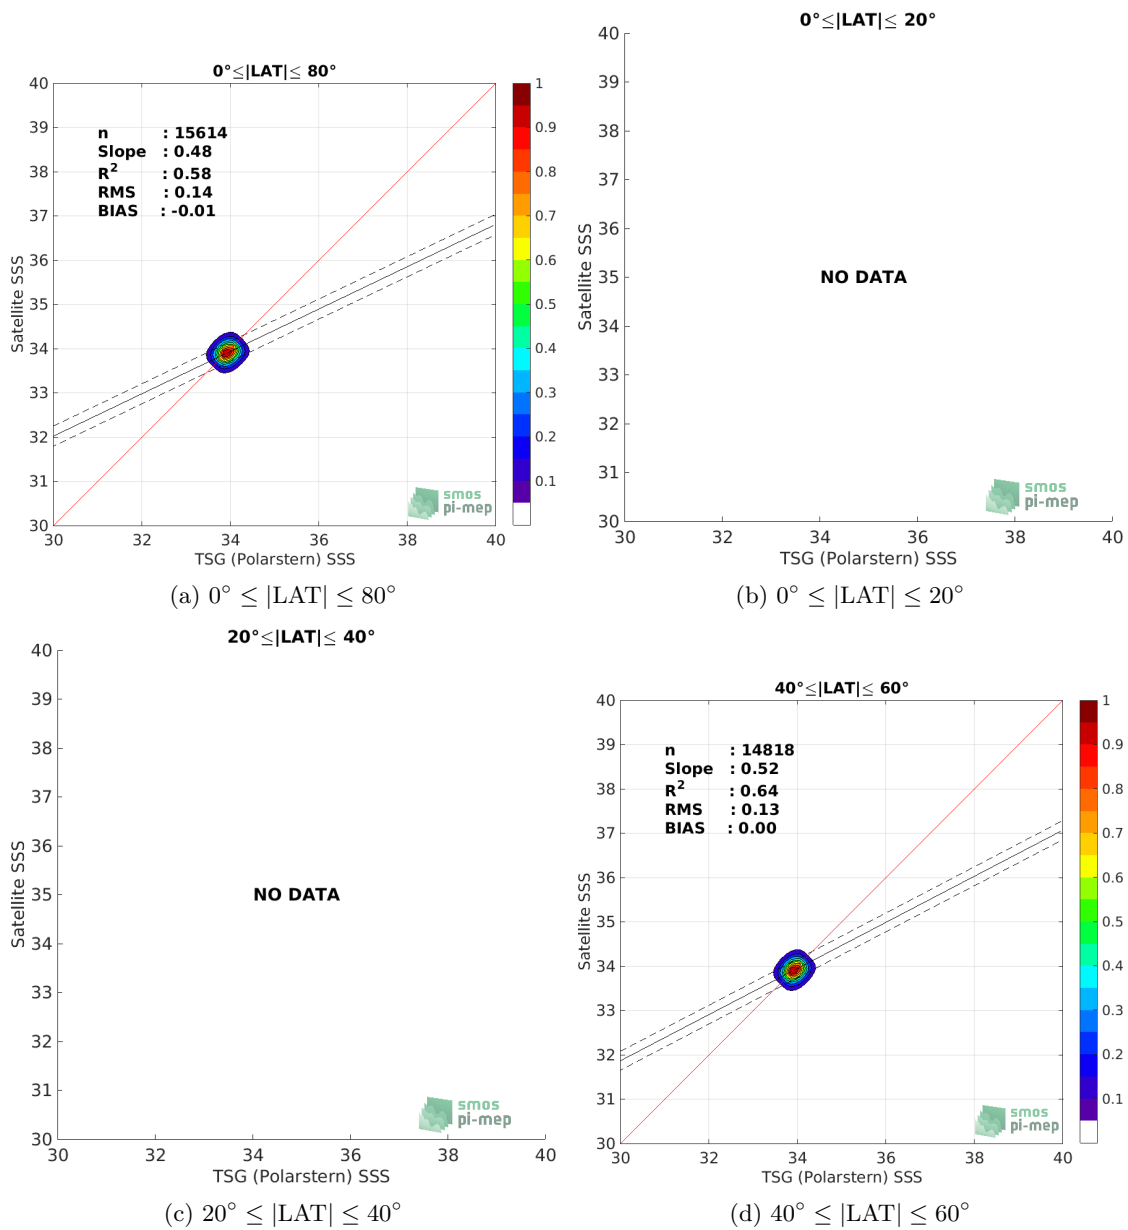 0°≤|LAT|≤ 80°
40
39
38
37
36
35
34
33
32
31
30
Satellite SSS
n : 15614
Slope : 0.48
R² : 0.58
RMS : 0.14
BIAS : -0.01
smos
pi-mep
30 32 34 36 38 40
TSG (Polarstern) SSS
1
0.9
0.8
0.7
0.6
0.5
0.4
0.3
0.2
0.1
(a) 0° ≤ |LAT| ≤ 80°
0°≤|LAT|≤ 20°
40
39
38
37
36
35
34
33
32
31
30
Satellite SSS
NO DATA
smos
pi-mep
30 32 34 36 38 40
TSG (Polarstern) SSS
(b) 0° ≤ |LAT| ≤ 20°
20°≤|LAT|≤ 40°
40
39
38
37
36
35
34
33
32
31
30
Satellite SSS
NO DATA
smos
pi-mep
30 32 34 36 38 40
TSG (Polarstern) SSS
(c) 20° ≤ |LAT| ≤ 40°
40°≤|LAT|≤ 60°
40
39
38
37
36
35
34
33
32
31
30
Satellite SSS
n : 14818
Slope : 0.52
R² : 0.64
RMS : 0.13
BIAS : 0.00
smos
pi-mep
30 32 34 36 38 40
TSG (Polarstern) SSS
1
0.9
0.8
0.7
0.6
0.5
0.4
0.3
0.2
0.1
(d) 40° ≤ |LAT| ≤ 60°